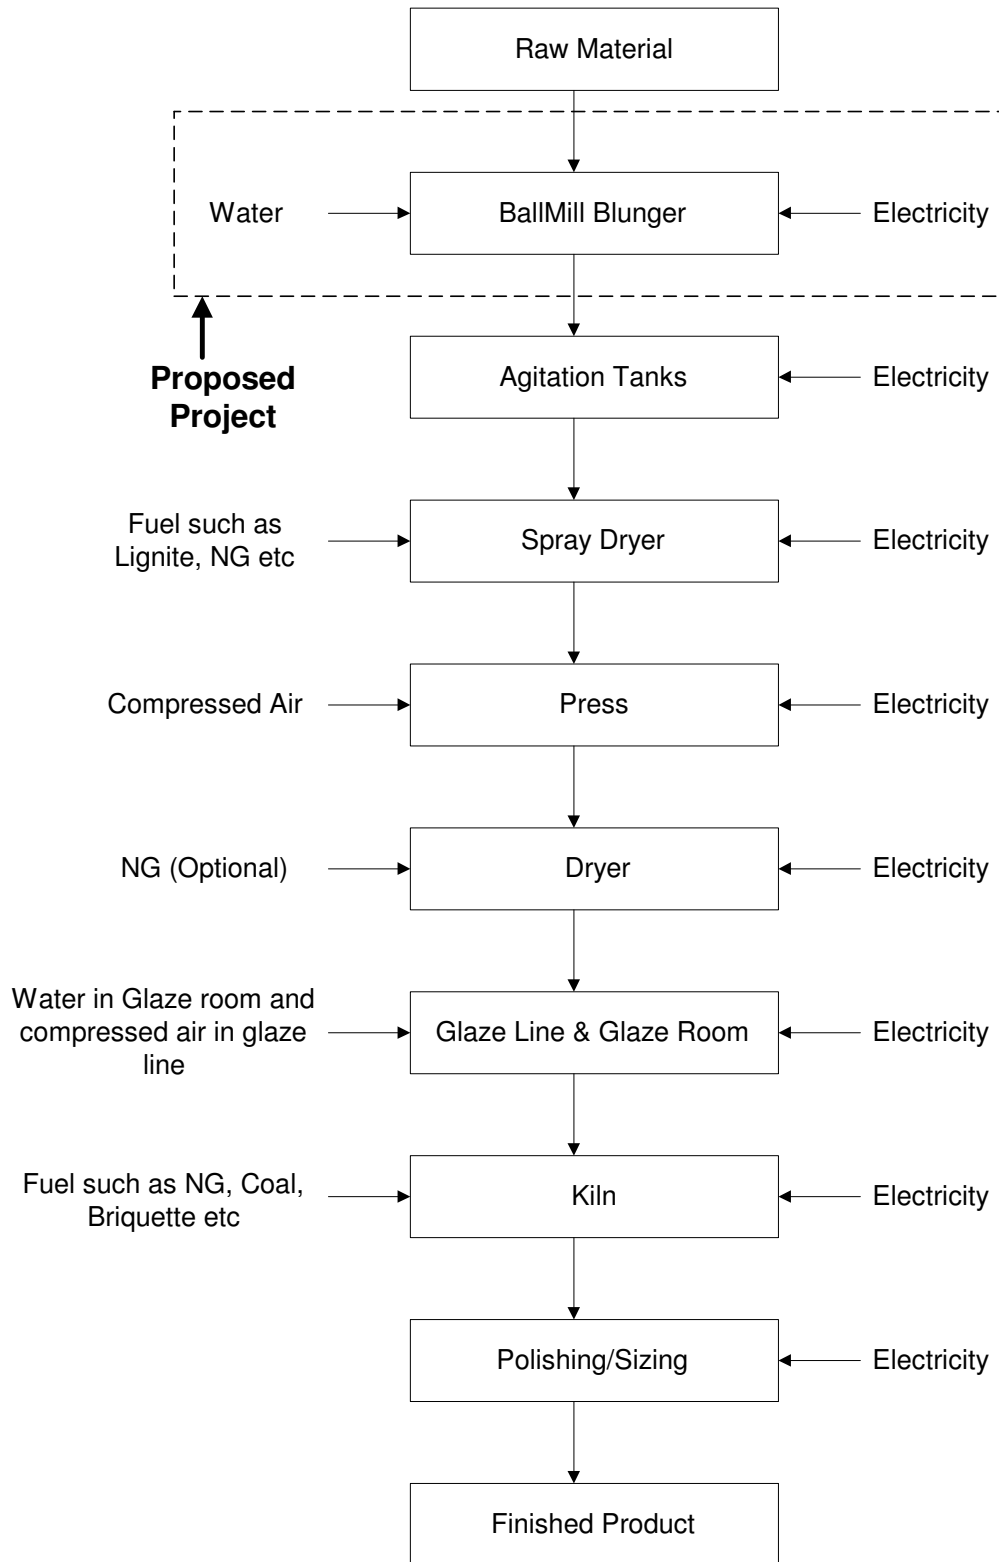 Raw Material
Water
BallMill Blunger
Electricity
Proposed
Project
Agitation Tanks
Electricity
Fuel such as
Lignite, NG etc
Spray Dryer
Electricity
Compressed Air
Press
Electricity
NG (Optional)
Dryer
Electricity
Water in Glaze room and
compressed air in glaze
line
Glaze Line & Glaze Room
Electricity
Fuel such as NG, Coal,
Briquette etc
Kiln
Electricity
Polishing/Sizing
Electricity
Finished Product